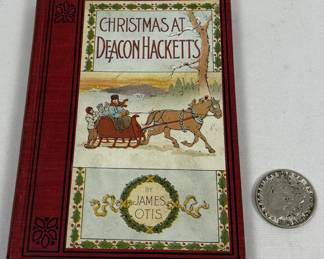 CHRISTMAS AT
DEACON HACKETT'S
BY
JAMES
OTIS